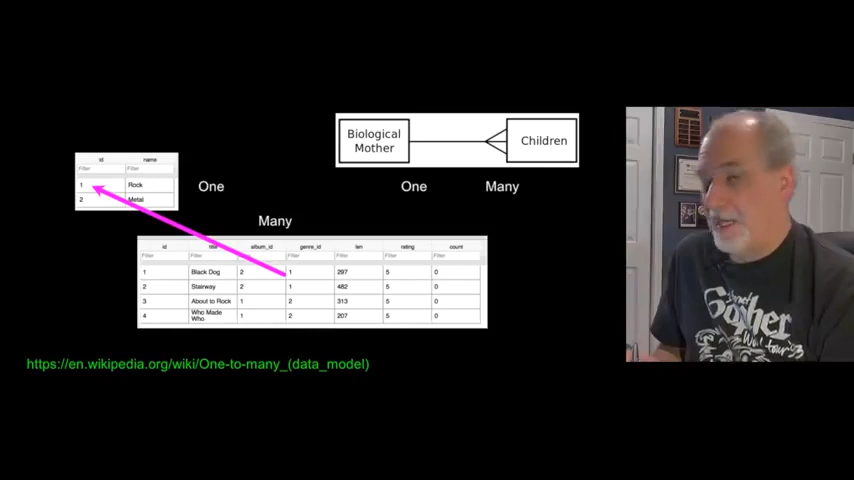 Biological
Mother
Children
One
Many
id name
Filter Filter
1 Rock
2 Metal
One
Many
id title album_id genre_id len rating count
Filter Filter Filter Filter Filter Filter Filter
1 Black Dog 2 1 297 5 0
2 Stairway 2 1 482 5 0
3 About to Rock 1 2 313 5 0
4 Who Made
Who 1 2 207 5 0
https://en.wikipedia.org/wiki/One-to-many_(data_model)
Gopher
tour